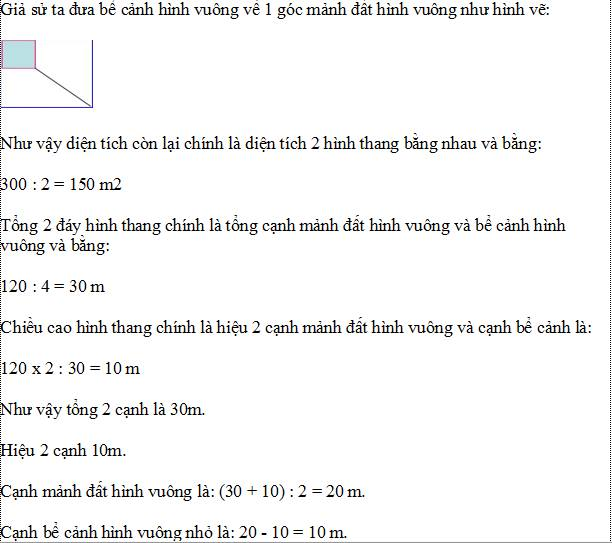 Giả sử ta đưa bể cảnh hình vuông về 1 góc mảnh đất hình vuông như hình vẽ:
Như vậy diện tích còn lại chính là diện tích 2 hình thang bằng nhau và bằng:
300 : 2 = 150 m2
Tổng 2 đáy hình thang chính là tổng cạnh mảnh đất hình vuông và bể cảnh hình
vuông và bằng:
120 : 4 = 30 m
Chiều cao hình thang chính là hiệu 2 cạnh mảnh đất hình vuông và cạnh bể cảnh là:
120 x 2 : 30 = 10 m
Như vậy tổng 2 cạnh là 30m.
Hiệu 2 cạnh 10m.
Cạnh mảnh đất hình vuông là: (30 + 10) : 2 = 20 m.
Cạnh bể cảnh hình vuông nhỏ là: 20 - 10 = 10 m.